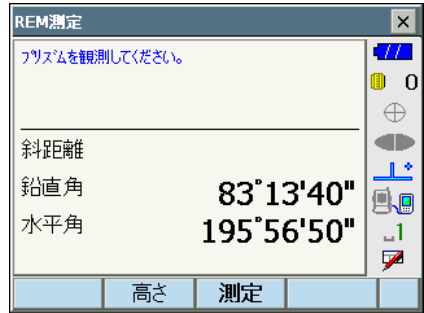 REM測定
プリズムを観測してください。
0
斜距離
鉛直角 83°13'40"
水平角 195°56'50"
1
高さ 測定